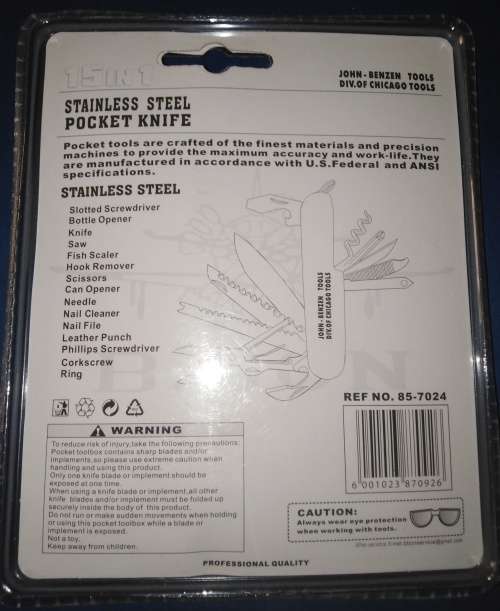 15 IN 1
STAINLESS STEEL
POCKET KNIFE
JOHN-BENZEN TOOLS
DIV.OF CHICAGO TOOLS
Pocket tools are crafted of the finest materials and precision
machines to provide the maximum accuracy and work-life.They
are manufactured in accordance with U.S.Federal and ANSI
specifications.
STAINLESS STEEL
Slotted Screwdriver
Bottle Opener
Knife
Saw
Fish Scaler
Hook Remover
Scissors
Can Opener
Needle
Nail Cleaner
Nail File
Leather Punch
Phillips Screwdriver
Corkscrew
Ring
JOHN-BENZEN TOOLS
DIV.OF CHICAGO TOOLS
REF NO. 85-7024
6 001023 870926
WARNING
To reduce risk of injury,take the following precautions.
Pocket toolbox contains sharp blades and/or
implements,so please use extreme caution when
handling and using this product.
Only one knife blade or implement should be
exposed at one time.
When using a knife blade or implement,all other
knife blades and/or implement must be folded up
securely inside the body of this product.
Do not run or make sudden movements when holding
or using this pocket toolbox while a blade or
implement is exposed.
Not a toy.
Keep away from children.
CAUTION:
Always wear eye protection
when working with tools.
PROFESSIONAL QUALITY